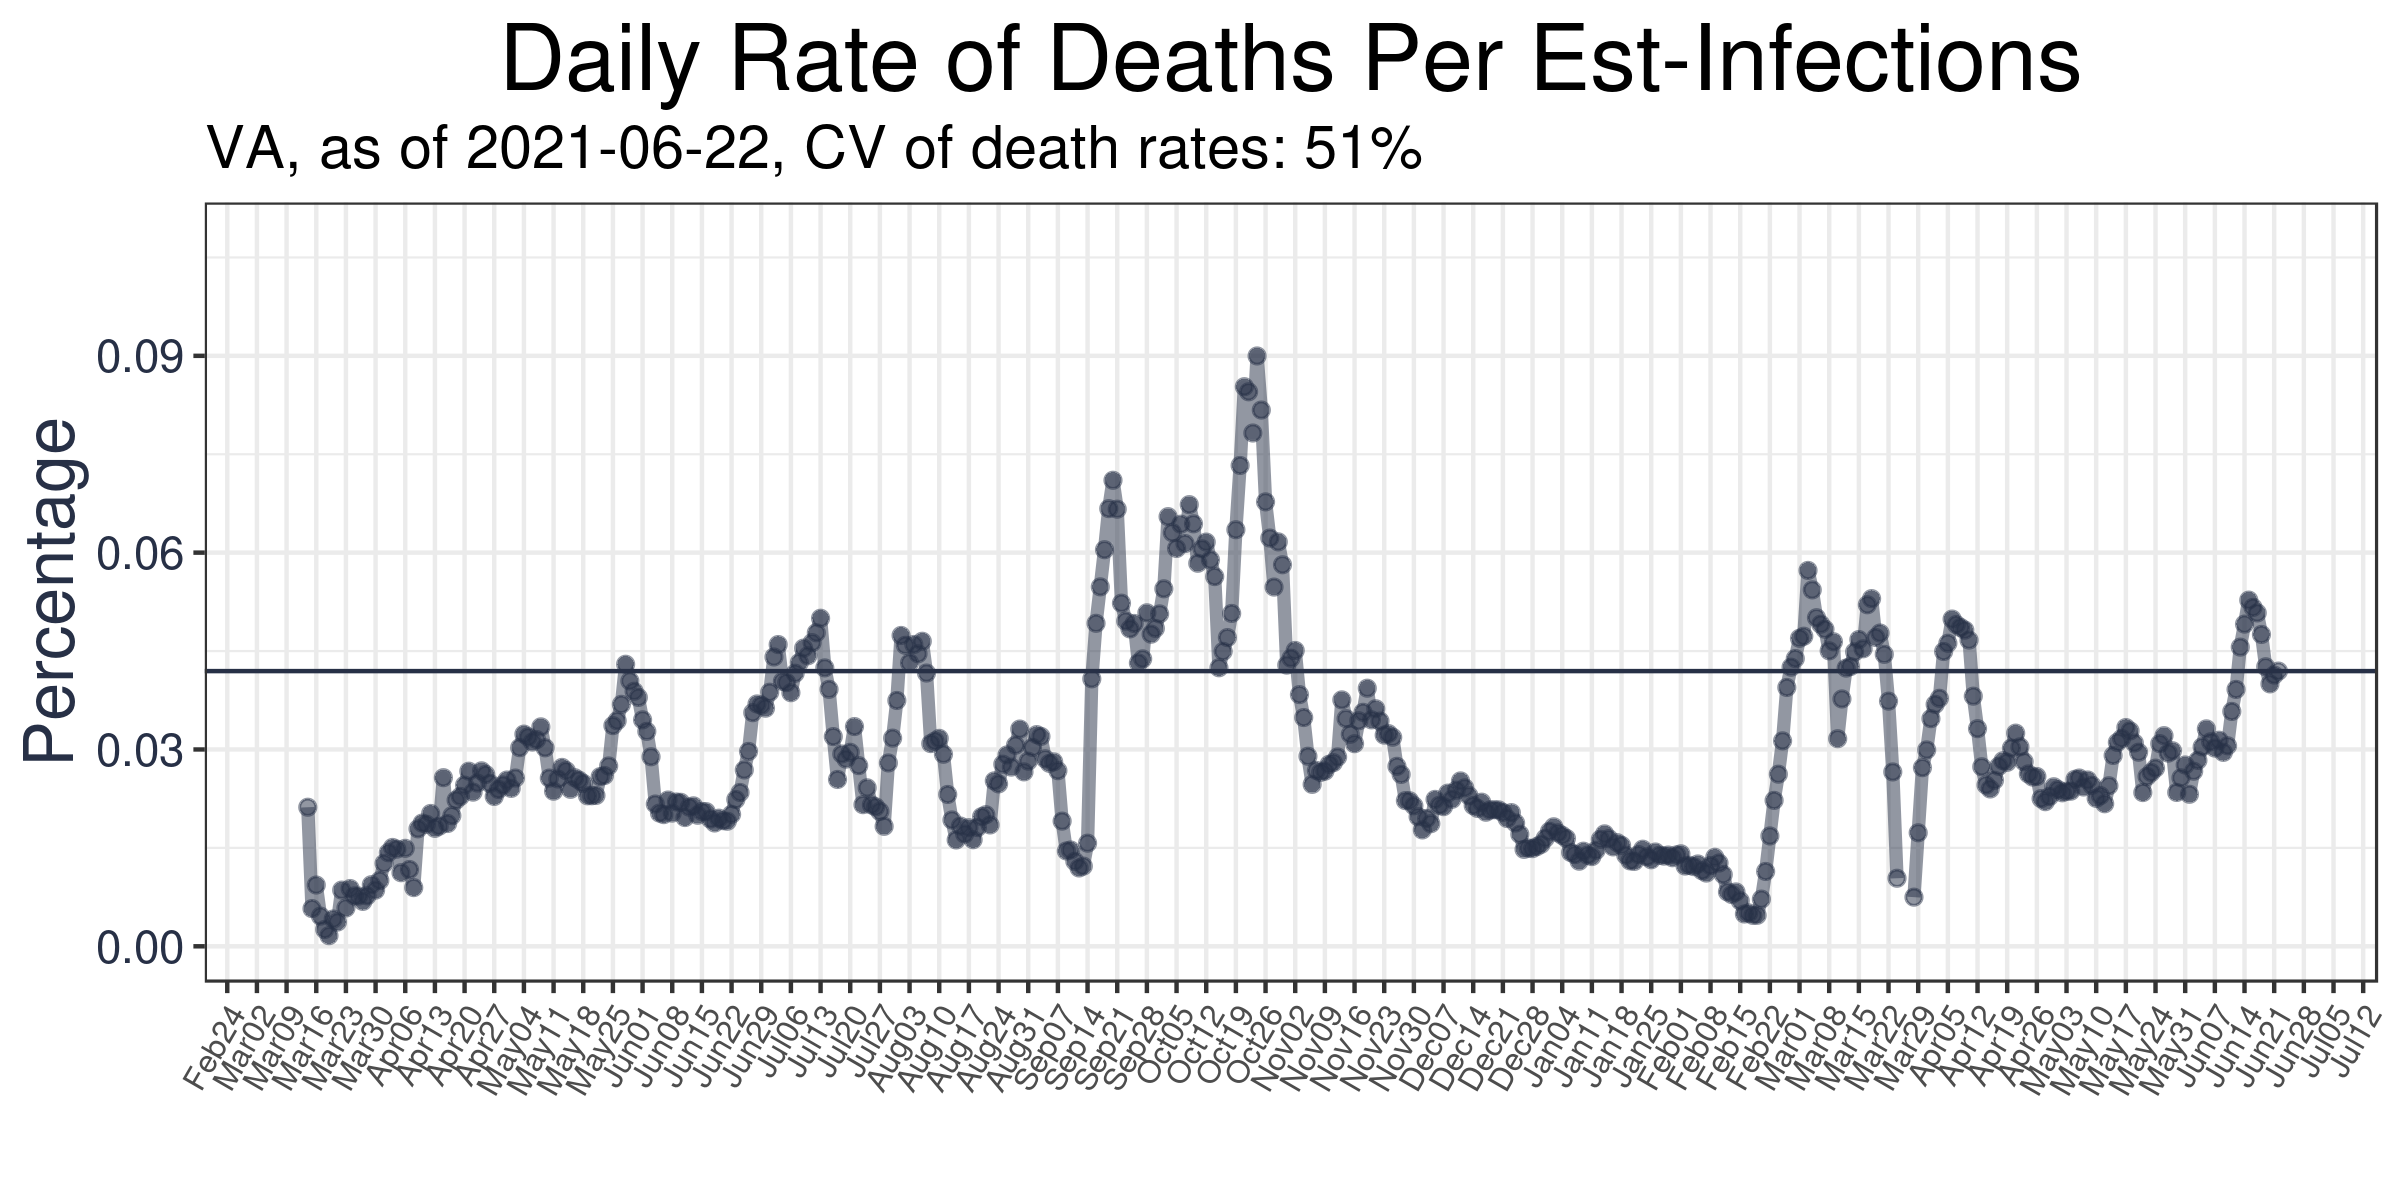 Daily Rate of Deaths Per Est-Infections
VA, as of 2021-06-22, CV of death rates: 51%
Percentage
0.09
0.06
0.03
0.00
Feb24
Mar02
Mar09
Mar16
Mar23
Mar30
Apr06
Apr13
Apr20
Apr27
May04
May11
May18
May25
Jun01
Jun08
Jun15
Jun22
Jun29
Jul06
Jul13
Jul20
Jul27
Aug03
Aug10
Aug17
Aug24
Aug31
Sep07
Sep14
Sep21
Sep28
Oct05
Oct12
Oct19
Oct26
Nov02
Nov09
Nov16
Nov23
Nov30
Dec07
Dec14
Dec21
Dec28
Dec04
Jan11
Jan18
Jan25
Feb01
Feb08
Feb15
Feb22
Mar01
Mar08
Mar15
Mar22
Mar29
Apr05
Apr12
Apr19
Apr26
May03
May10
May17
May24
May31
May07
Jun14
Jun21
Jun28
Jul05
Jul12